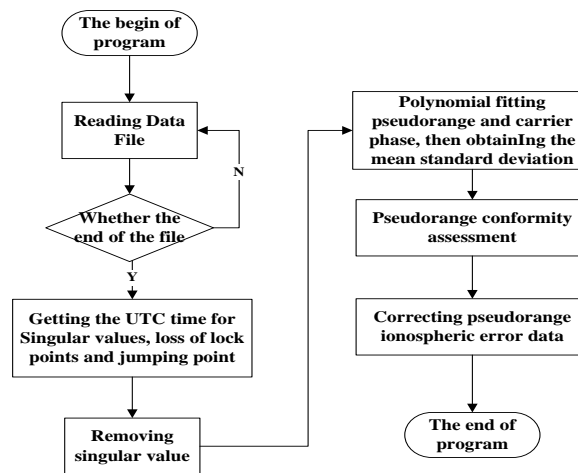 The begin of
program
Reading Data
File
N
Whether the
end of the file
Y
Getting the UTC time for
Singular values, loss of lock
points and jumping point
Removing
singular value
Polynomial fitting
pseudorange and carrier
phase, then obtainIng the
mean standard deviation
Pseudorange conformity
assessment
Correcting pseudorange
ionospheric error data
The end of
program